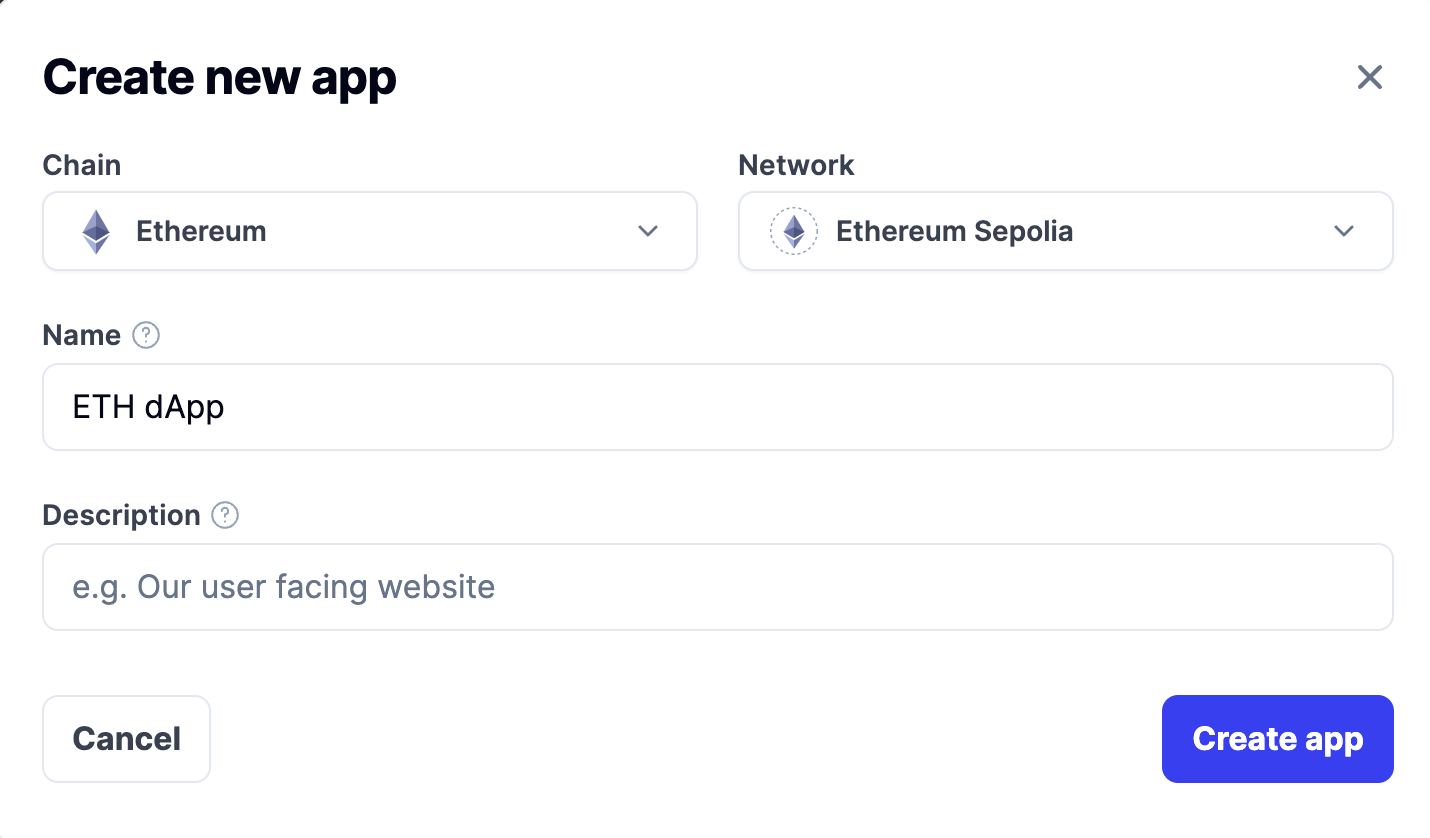 Create new app
Chain
Network
Ethereum
Ethereum Sepolia
Name ?
ETH dApp
Description ?
e.g. Our user facing website
Cancel
Create app